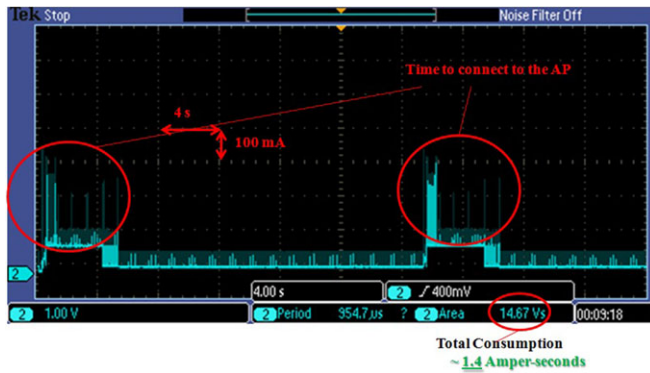 Tek Stop
Noise Filter Off
Time to connect to the AP
4 s
100 mA
2
4.00 s
2 ∫ 400mV
2 1.00 V
2 Period 954.7µs ?
2 Area 14.67 Vs
00:09:18
Total Consumption
~ 1.4 Amper-seconds